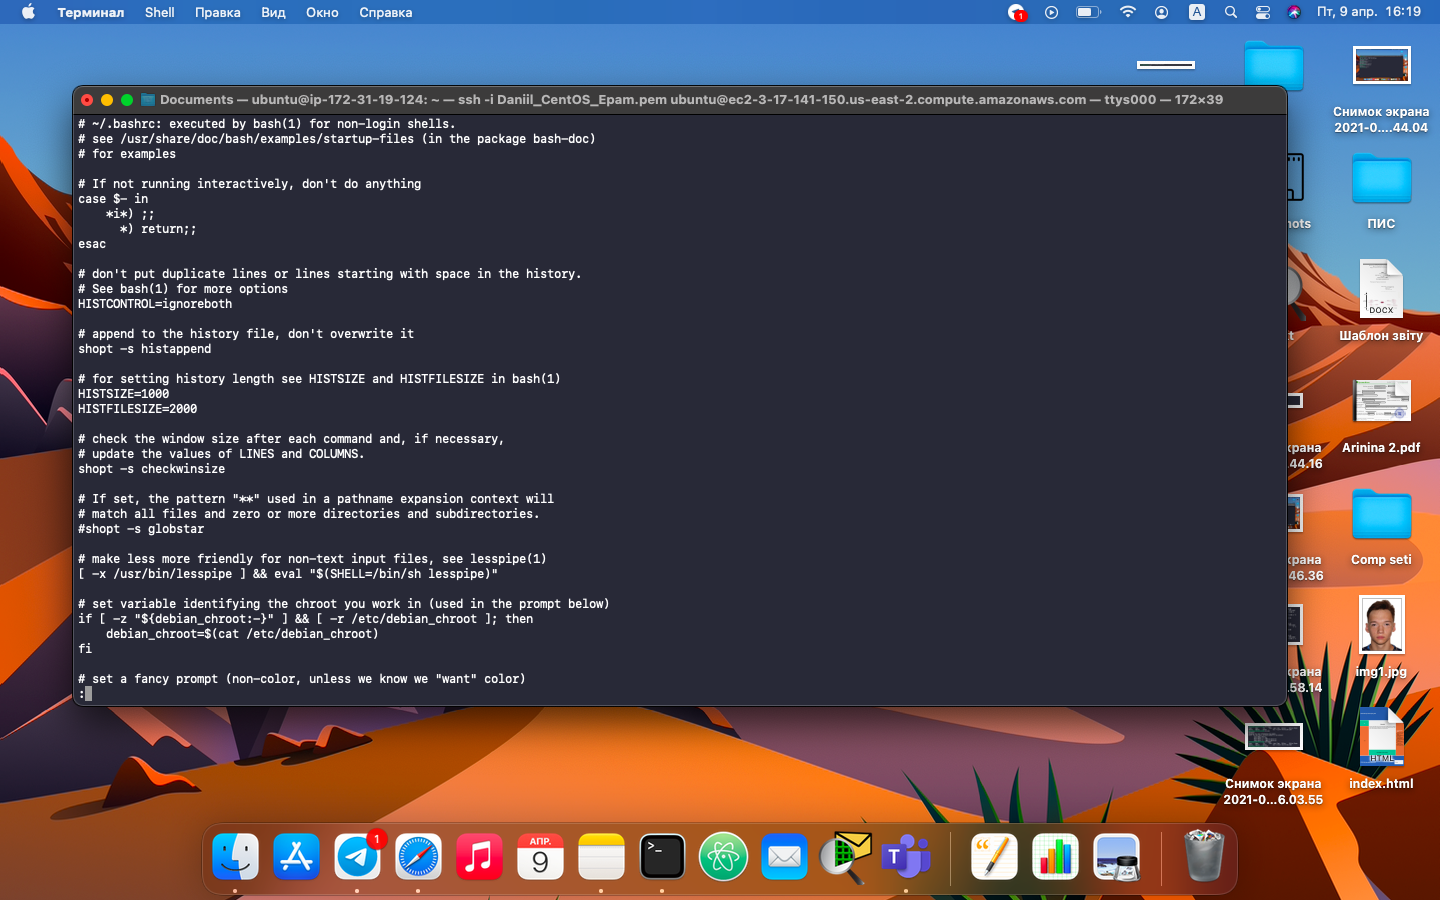 Терминал Shell Правка Вид Окно Справка
1
A
Пт, 9 апр. 16:19
Documents — ubuntu@ip-172-31-19-124: ~ — ssh -i Daniil_CentOS_Epam.pem ubuntu@ec2-3-17-141-150.us-east-2.compute.amazonaws.com — ttys000 — 172×39
# ~/.bashrc: executed by bash(1) for non-login shells.
# see /usr/share/doc/bash/examples/startup-files (in the package bash-doc)
# for examples
# If not running interactively, don't do anything
case $- in
    *i*) ;;
      *) return;;
esac
# don't put duplicate lines or lines starting with space in the history.
# See bash(1) for more options
HISTCONTROL=ignoreboth
# append to the history file, don't overwrite it
shopt -s histappend
# for setting history length see HISTSIZE and HISTFILESIZE in bash(1)
HISTSIZE=1000
HISTFILESIZE=2000
# check the window size after each command and, if necessary,
# update the values of LINES and COLUMNS.
shopt -s checkwinsize
# If set, the pattern "**" used in a pathname expansion context will
# match all files and zero or more directories and subdirectories.
#shopt -s globstar
# make less more friendly for non-text input files, see lesspipe(1)
[ -x /usr/bin/lesspipe ] && eval "$(SHELL=/bin/sh lesspipe)"
# set variable identifying the chroot you work in (used in the prompt below)
if [ -z "${debian_chroot:-}" ] && [ -r /etc/debian_chroot ]; then
    debian_chroot=$(cat /etc/debian_chroot)
fi
# set a fancy prompt (non-color, unless we know we "want" color)
:
Снимок экрана
2021-0....44.04
nots
ПИС
DOCX
t
Шаблон звіту
крана
.44.16
Arinina 2.pdf
крана
.46.36
Comp seti
крана
.58.14
img1.jpg
HTML
Снимок экрана
2021-0...6.03.55
index.html
1
АПР.
9
>_
T